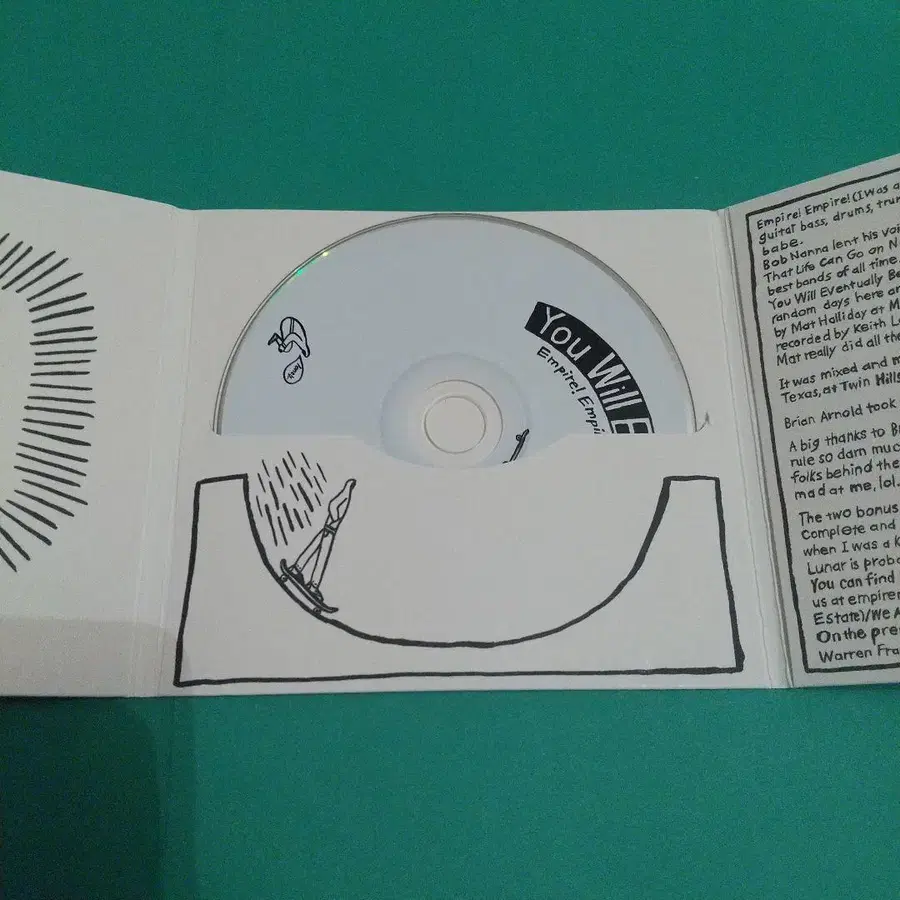 You Will
Empire! Empi
Empire! Empire! (I Was a
guitar bass, drums, tru
babe.
Bob Nanna lent his voi
That Life Can Go on N
best bands of all time.
You Will Eventually Be
random days here an
by Mat Halliday at M
recorded by Keith L
Mat really did all the
It was mixed and m
Texas, at Twin Hills
Brian Arnold took
A big thanks to B
rule so darn muc
folks behind the
mad at me, lol.
The two bonus
Complete and
when I was a k
Lunar is proba
You can find
us at empire
Estate)/We A
On the pre
Warren Fra